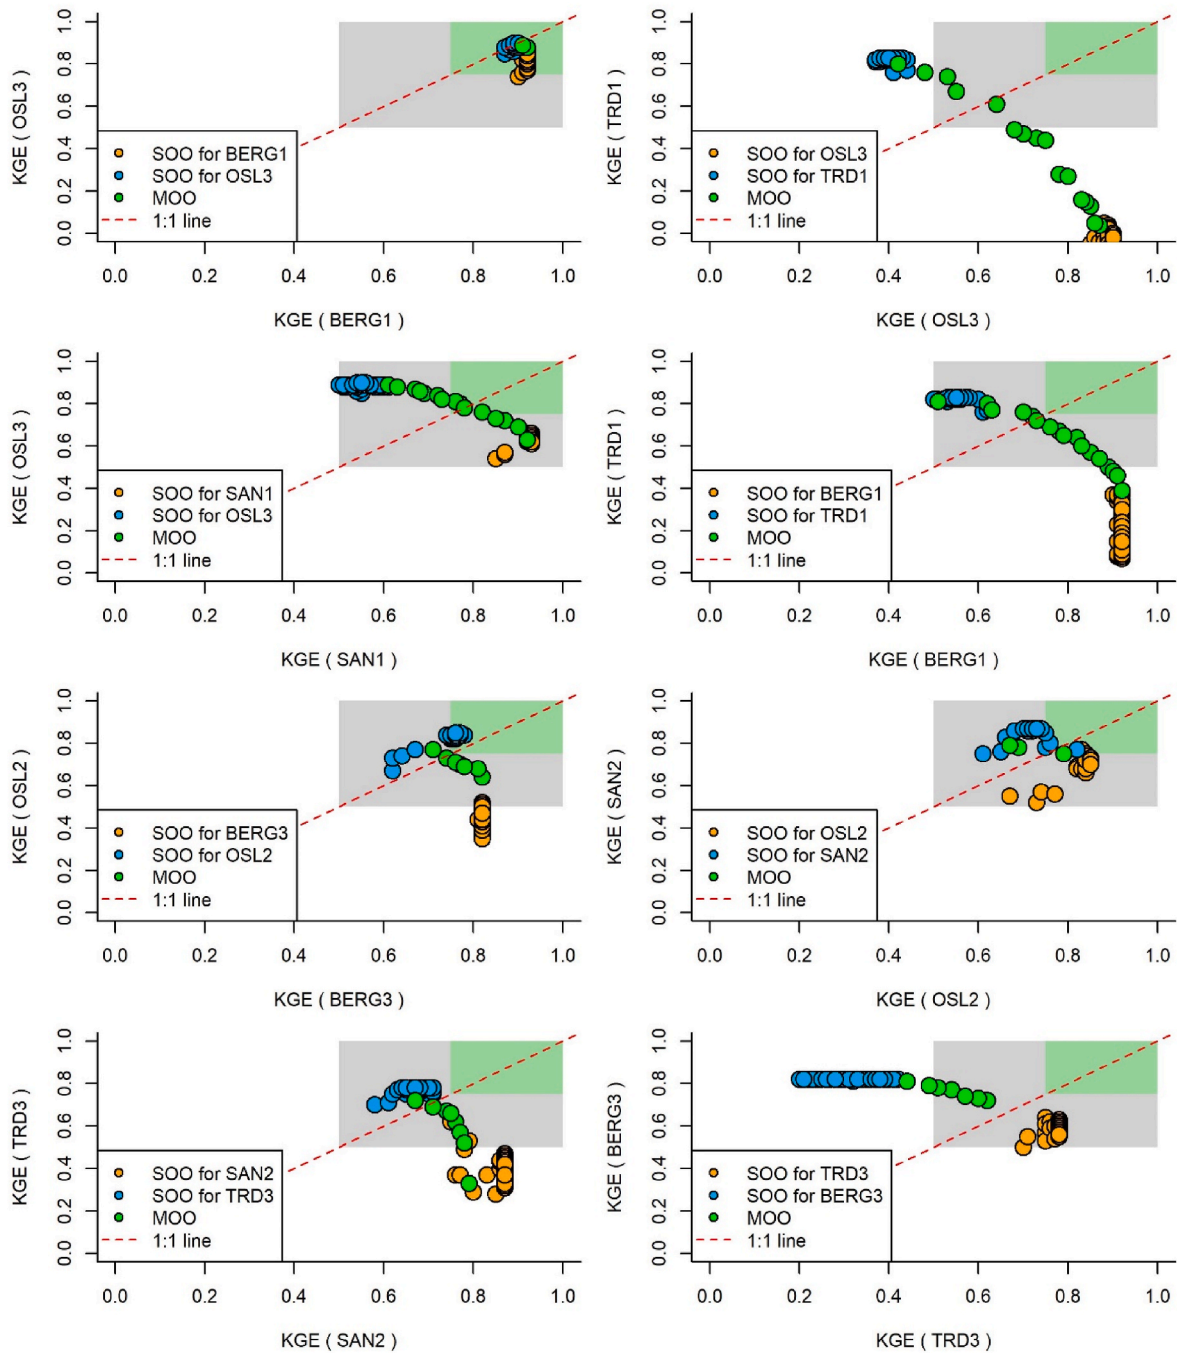 KGE ( OSL3 )
0.0 0.2 0.4 0.6 0.8 1.0
SOO for BERG1
SOO for OSL3
MOO
1:1 line
0.0 0.2 0.4 0.6 0.8 1.0
KGE ( BERG1 )
KGE ( TRD1 )
0.0 0.2 0.4 0.6 0.8 1.0
SOO for OSL3
SOO for TRD1
MOO
1:1 line
0.0 0.2 0.4 0.6 0.8 1.0
KGE ( OSL3 )
KGE ( OSL3 )
0.0 0.2 0.4 0.6 0.8 1.0
SOO for SAN1
SOO for OSL3
MOO
1:1 line
0.0 0.2 0.4 0.6 0.8 1.0
KGE ( SAN1 )
KGE ( TRD1 )
0.0 0.2 0.4 0.6 0.8 1.0
SOO for BERG1
SOO for TRD1
MOO
1:1 line
0.0 0.2 0.4 0.6 0.8 1.0
KGE ( BERG1 )
KGE ( OSL2 )
0.0 0.2 0.4 0.6 0.8 1.0
SOO for BERG3
SOO for OSL2
MOO
1:1 line
0.0 0.2 0.4 0.6 0.8 1.0
KGE ( BERG3 )
KGE ( SAN2 )
0.0 0.2 0.4 0.6 0.8 1.0
SOO for OSL2
SOO for SAN2
MOO
1:1 line
0.0 0.2 0.4 0.6 0.8 1.0
KGE ( OSL2 )
KGE ( TRD3 )
0.0 0.2 0.4 0.6 0.8 1.0
SOO for SAN2
SOO for TRD3
MOO
1:1 line
0.0 0.2 0.4 0.6 0.8 1.0
KGE ( SAN2 )
KGE ( BERG3 )
0.0 0.2 0.4 0.6 0.8 1.0
SOO for TRD3
SOO for BERG3
MOO
1:1 line
0.0 0.2 0.4 0.6 0.8 1.0
KGE ( TRD3 )